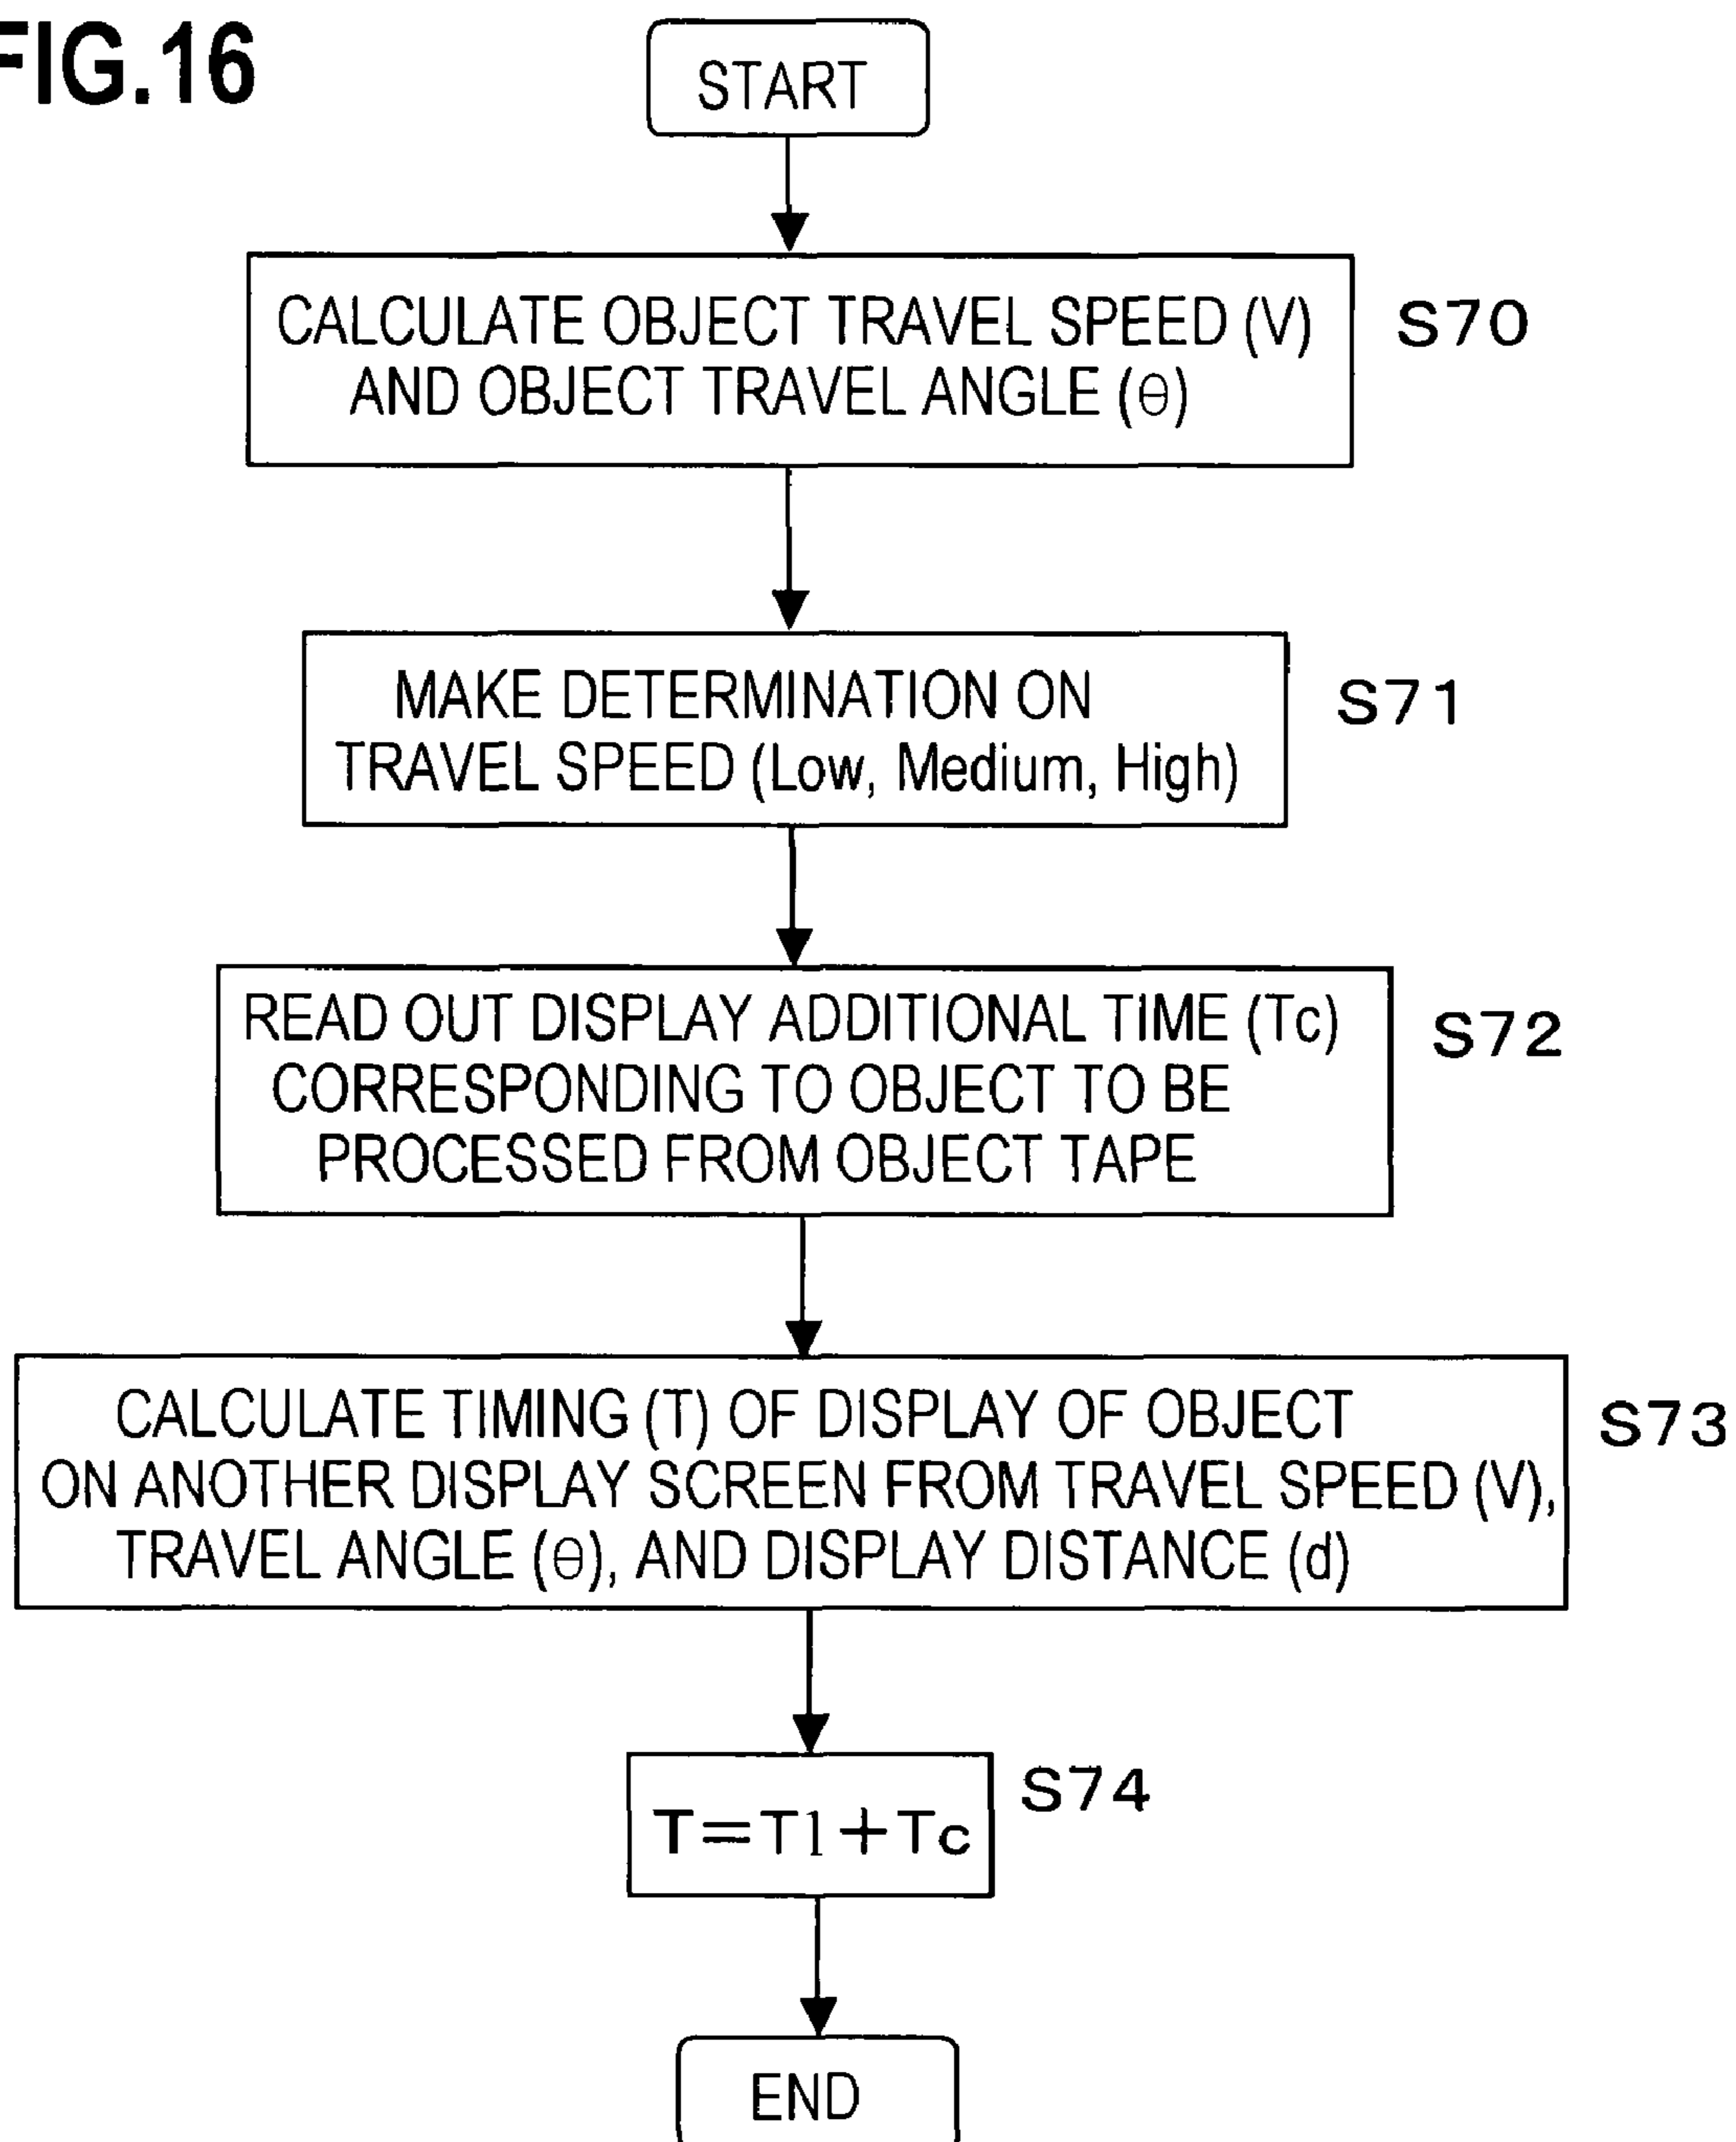 FIG.16
START
CALCULATE OBJECT TRAVEL SPEED (V)
AND OBJECT TRAVEL ANGLE (θ)
S70
MAKE DETERMINATION ON
TRAVEL SPEED (Low, Medium, High)
S71
READ OUT DISPLAY ADDITIONAL TIME (Tc)
CORRESPONDING TO OBJECT TO BE
PROCESSED FROM OBJECT TAPE
S72
CALCULATE TIMING (T) OF DISPLAY OF OBJECT
ON ANOTHER DISPLAY SCREEN FROM TRAVEL SPEED (V),
TRAVEL ANGLE (θ), AND DISPLAY DISTANCE (d)
S73
T=T1+Tc
S74
END